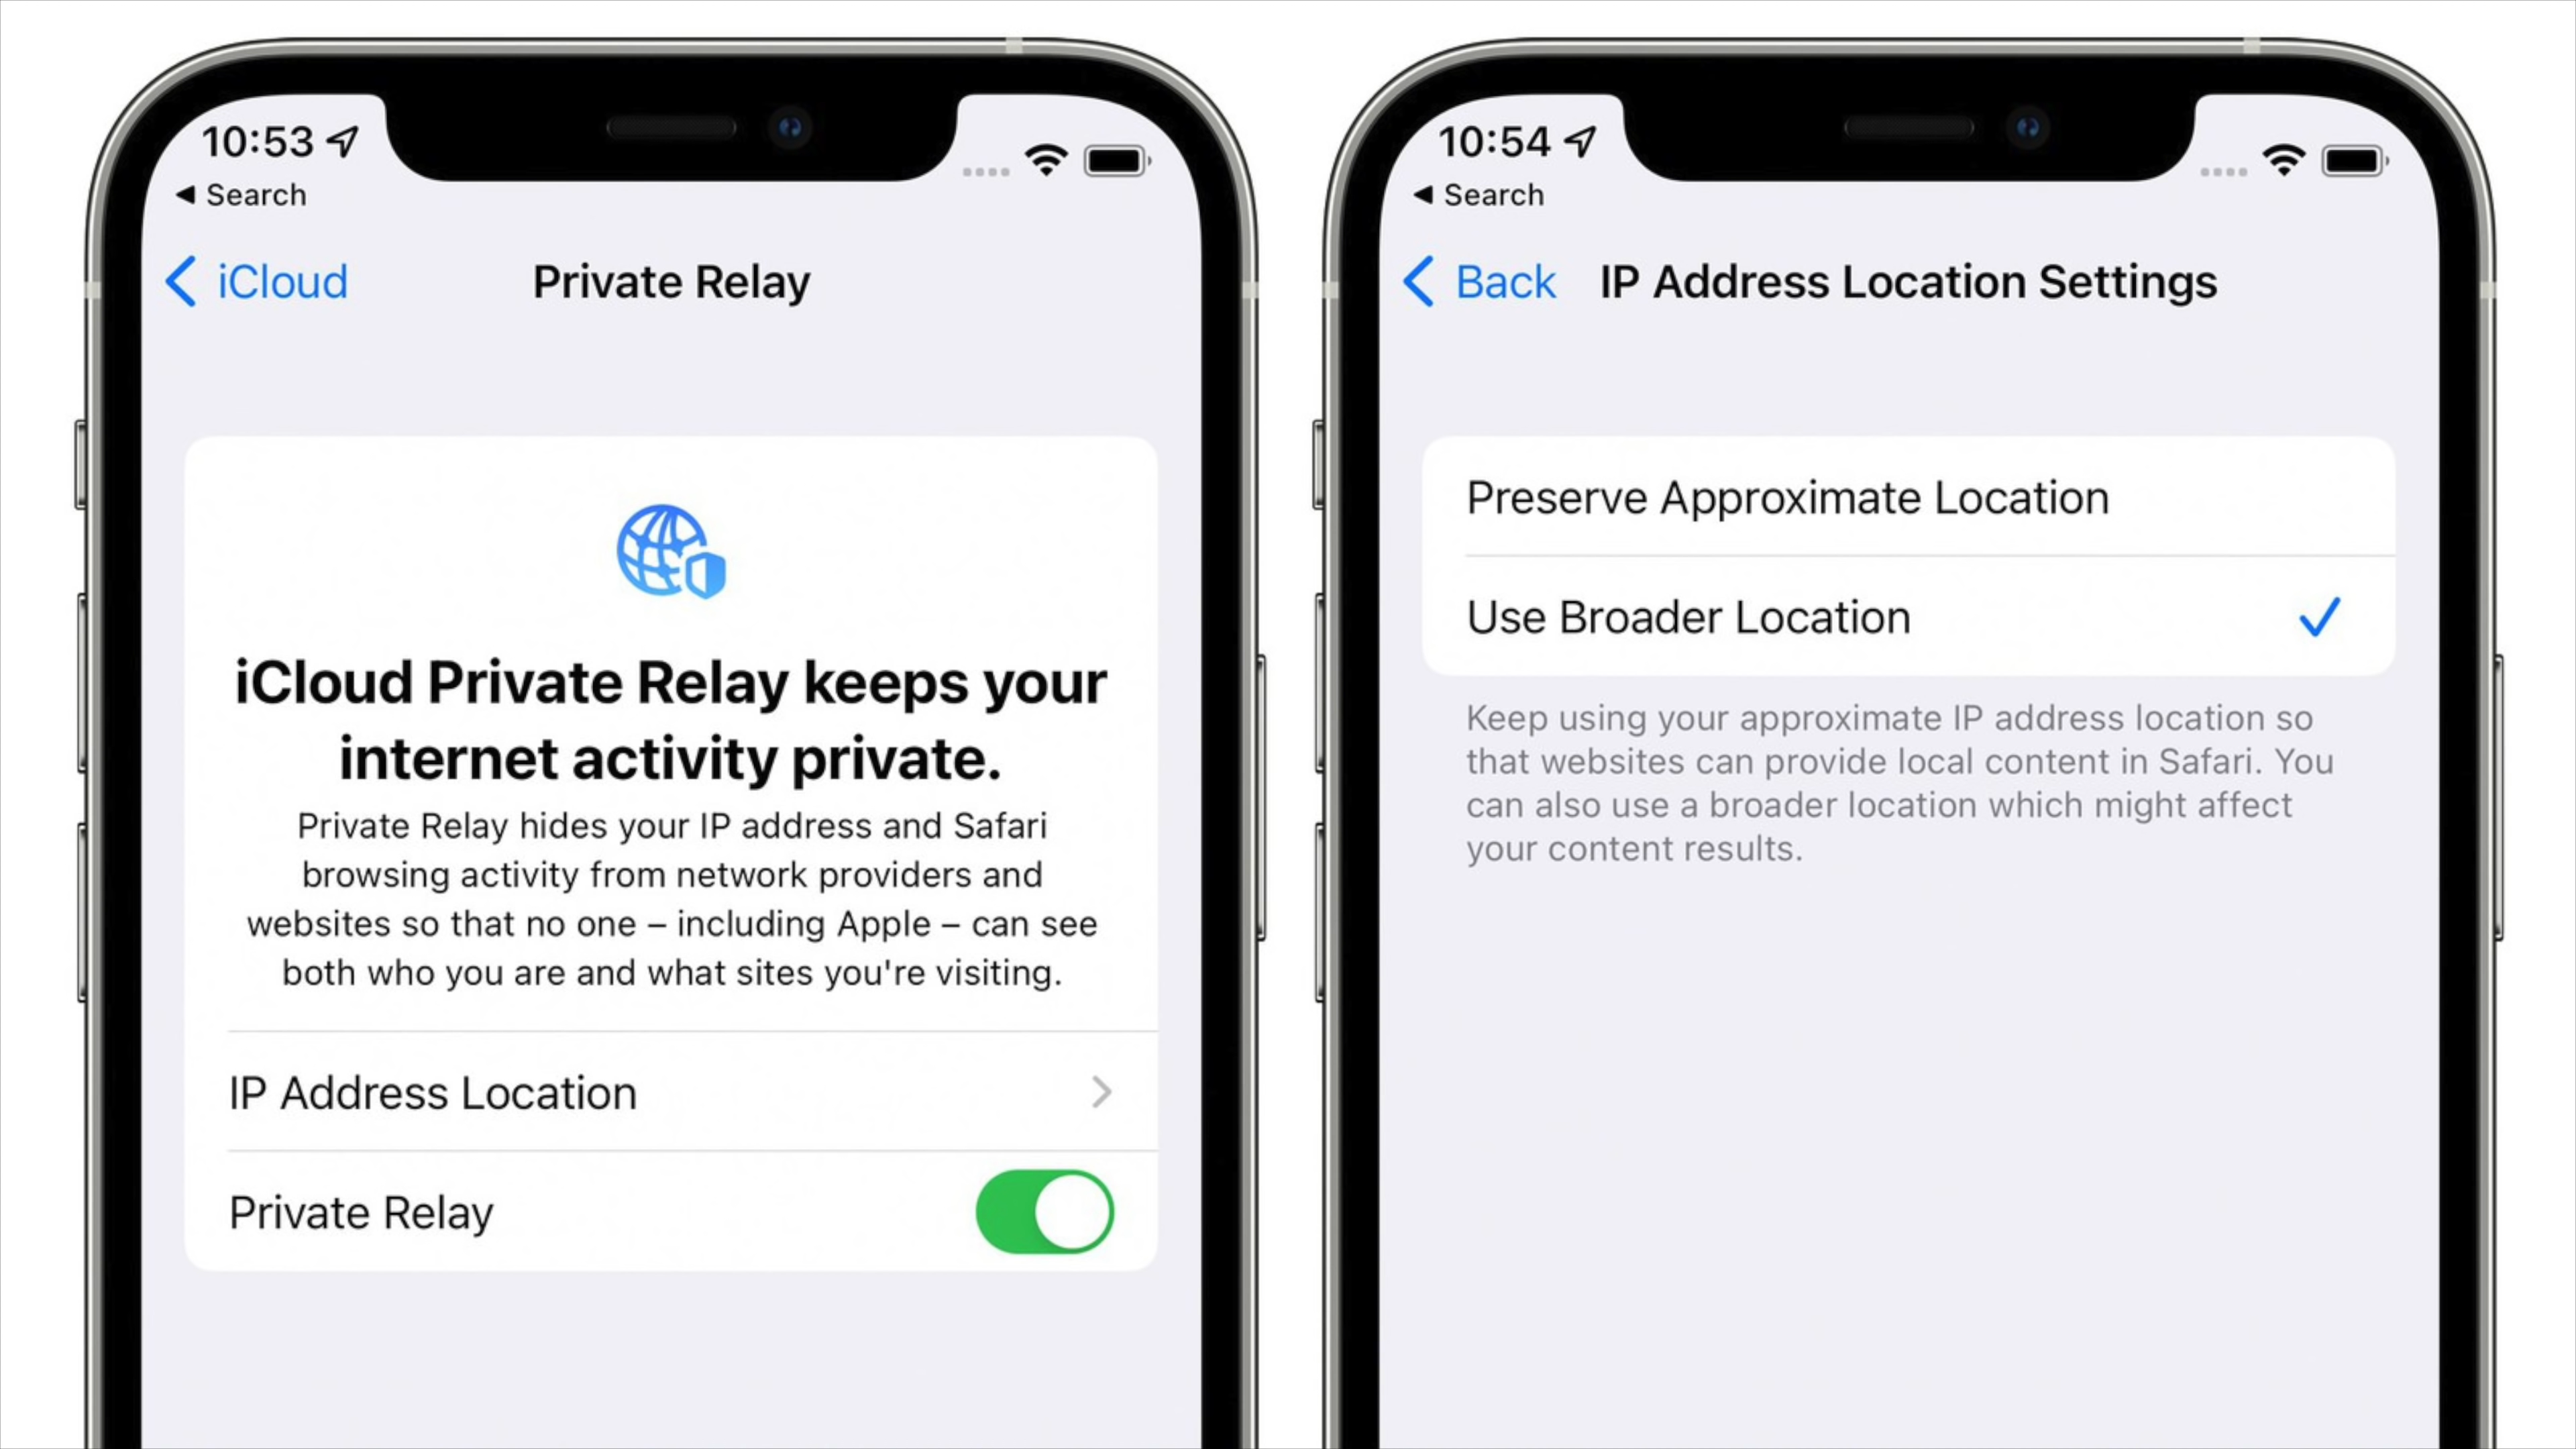 10:53
◀ Search
iCloud
Private Relay
iCloud Private Relay keeps your
internet activity private.
Private Relay hides your IP address and Safari
browsing activity from network providers and
websites so that no one – including Apple – can see
both who you are and what sites you're visiting.
IP Address Location
Private Relay
10:54
◀ Search
Back
IP Address Location Settings
Preserve Approximate Location
Use Broader Location
Keep using your approximate IP address location so
that websites can provide local content in Safari. You
can also use a broader location which might affect
your content results.